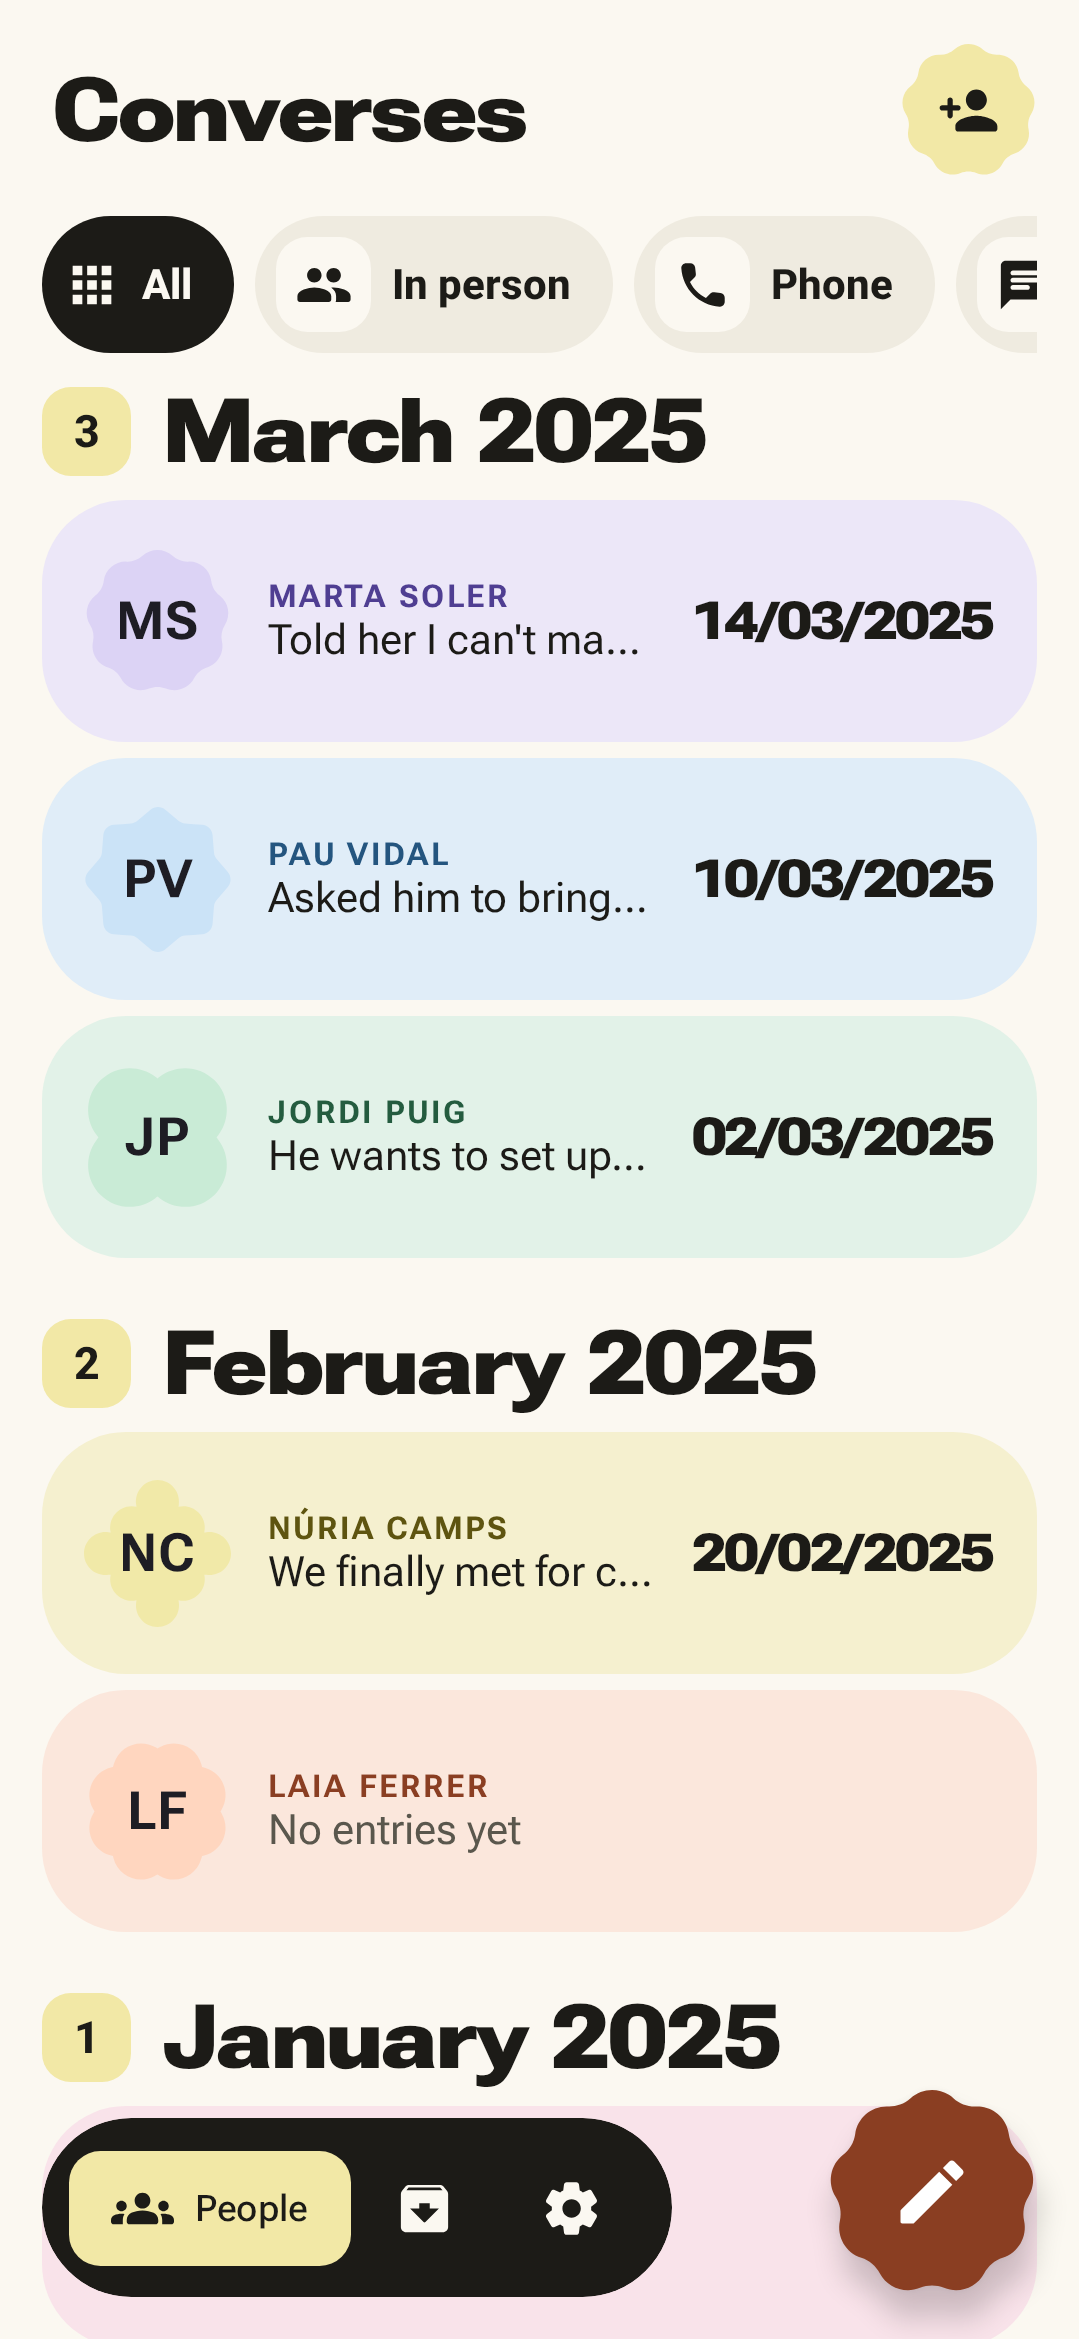 Converses
All
In person
Phone
3
March 2025
MS
MARTA SOLER
Told her I can't ma...
14/03/2025
PV
PAU VIDAL
Asked him to bring...
10/03/2025
JP
JORDI PUIG
He wants to set up...
02/03/2025
2
February 2025
NC
NÚRIA CAMPS
We finally met for c...
20/02/2025
LF
LAIA FERRER
No entries yet
1
January 2025
People